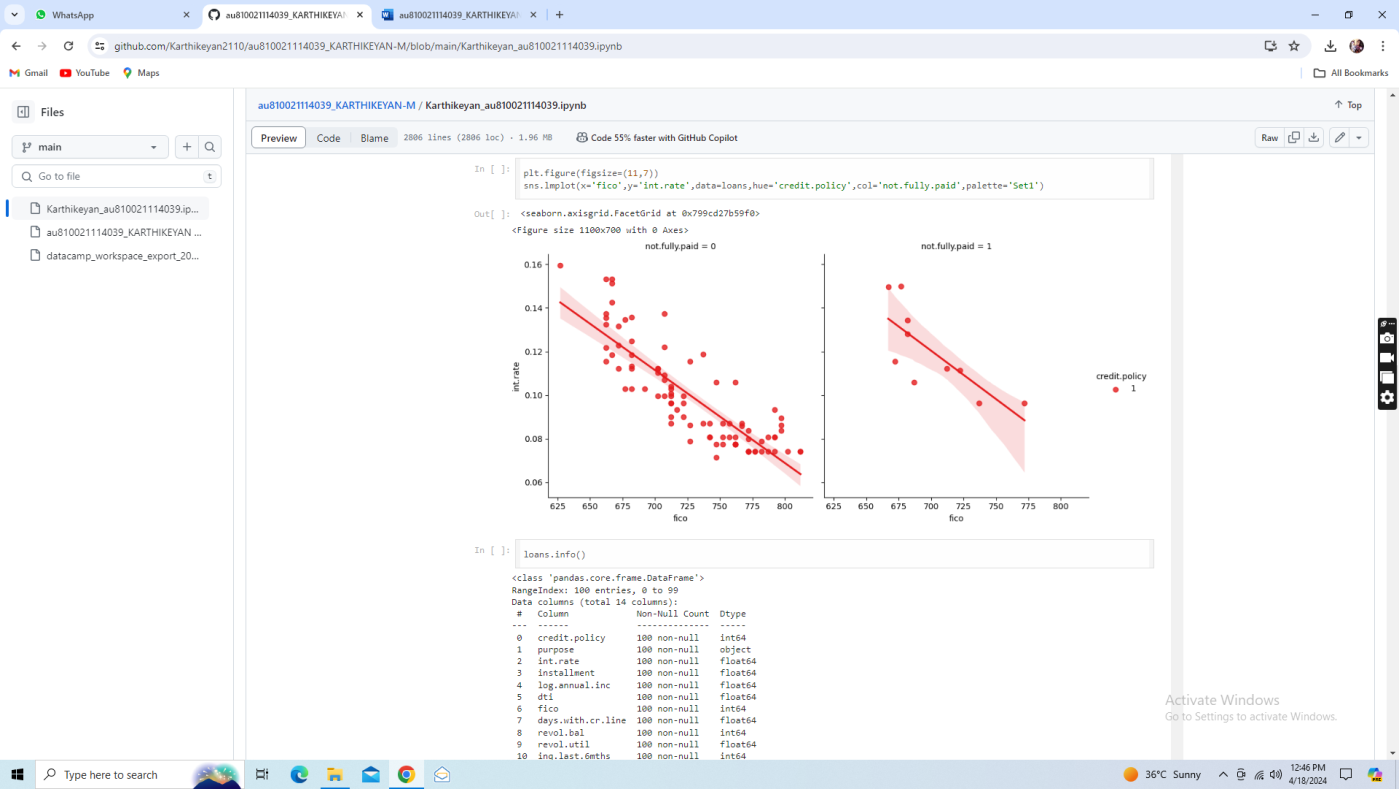 WhatsApp
au810021114039_KARTHIKEYAN
au810021114039_KARTHIKEYAN
github.com/Karthikeyan2110/au810021114039_KARTHIKEYAN-M/blob/main/Karthikeyan_au810021114039.ipynb
Gmail
YouTube
Maps
All Bookmarks
Files
au810021114039_KARTHIKEYAN-M / Karthikeyan_au810021114039.ipynb
Top
main
Preview
Code
Blame
2806 lines (2806 loc) · 1.96 MB
Code 55% faster with GitHub Copilot
Raw
Go to file
t
Karthikeyan_au810021114039.ip...
au810021114039_KARTHIKEYAN ...
datacamp_workspace_export_20...
In [ ]:
plt.figure(figsize=(11,7))
sns.lmplot(x='fico',y='int.rate',data=loans,hue='credit.policy',col='not.fully.paid',palette='Set1')
Out[ ]:
<seaborn.axisgrid.FacetGrid at 0x799cd27b59f0>
<Figure size 1100x700 with 0 Axes>
not.fully.paid = 0
not.fully.paid = 1
0.16
0.14
0.12
0.10
0.08
0.06
int.rate
625 650 675 700 725 750 775 800
625 650 675 700 725 750 775 800
fico
fico
credit.policy
1
In [ ]:
loans.info()
<class 'pandas.core.frame.DataFrame'>
RangeIndex: 100 entries, 0 to 99
Data columns (total 14 columns):
# Column Non-Null Count Dtype
--- ------ -------------- -----
0 credit.policy 100 non-null int64
1 purpose 100 non-null object
2 int.rate 100 non-null float64
3 installment 100 non-null float64
4 log.annual.inc 100 non-null float64
5 dti 100 non-null float64
6 fico 100 non-null int64
7 days.with.cr.line 100 non-null float64
8 revol.bal 100 non-null int64
9 revol.util 100 non-null float64
10 inq.last.6mths 100 non-null int64
Activate Windows
Go to Settings to activate Windows.
Type here to search
36°C Sunny
12:46 PM
4/18/2024